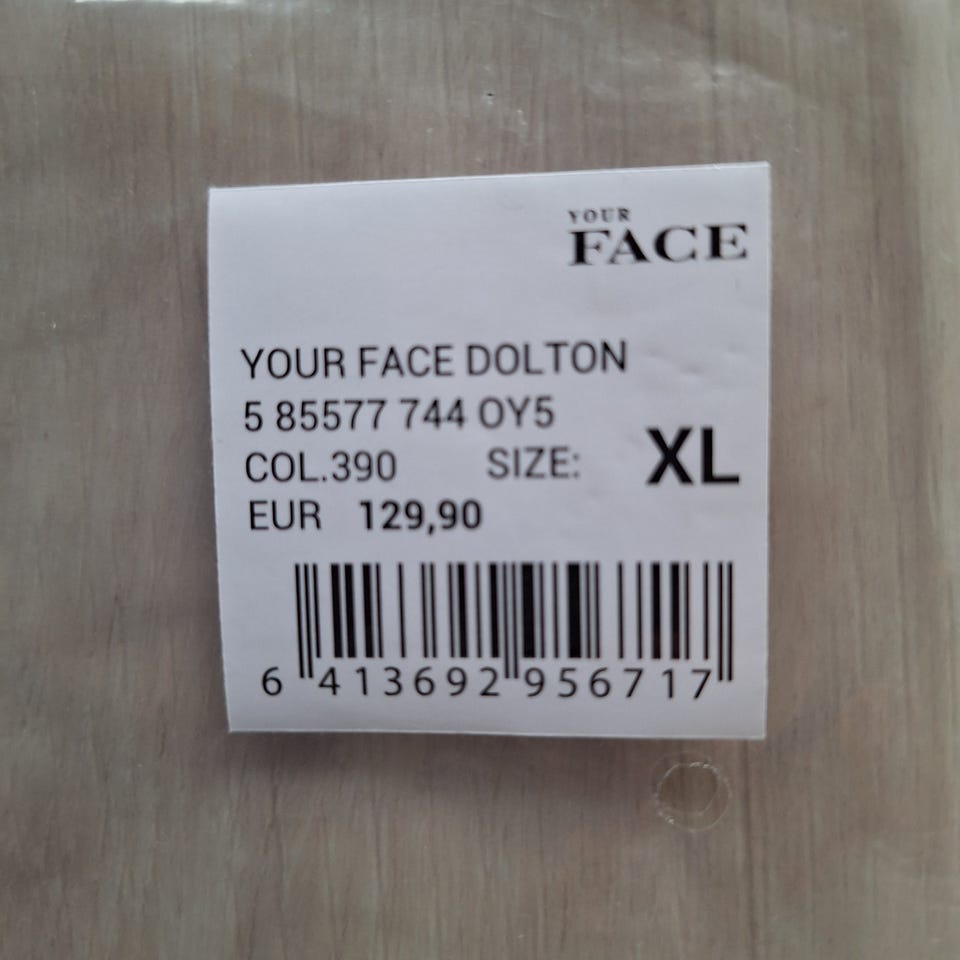 YOUR
FACE
YOUR FACE DOLTON
5 85577 744 OY5
COL.390 SIZE: XL
EUR 129,90
6 413692 956717